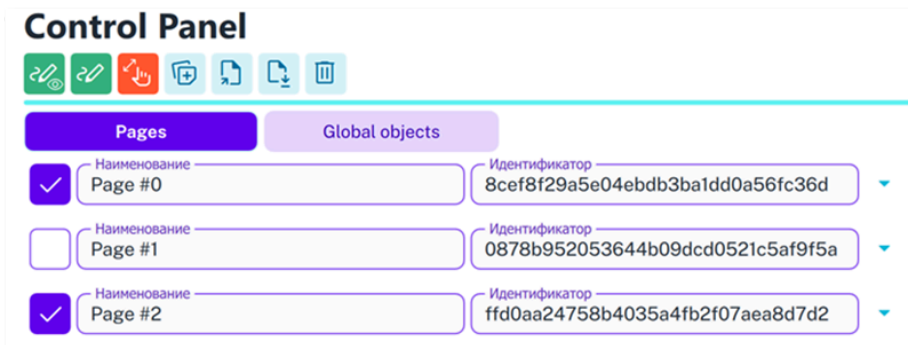 Control Panel
Pages Global objects
Наименование Идентификатор
Page #0 8cef8f29a5e04ebdb3ba1dd0a56fc36d
Наименование Идентификатор
Page #1 0878b952053644b09dcd0521c5af9f5a
Наименование Идентификатор
Page #2 ffd0aa24758b4035a4fb2f07aea8d7d2